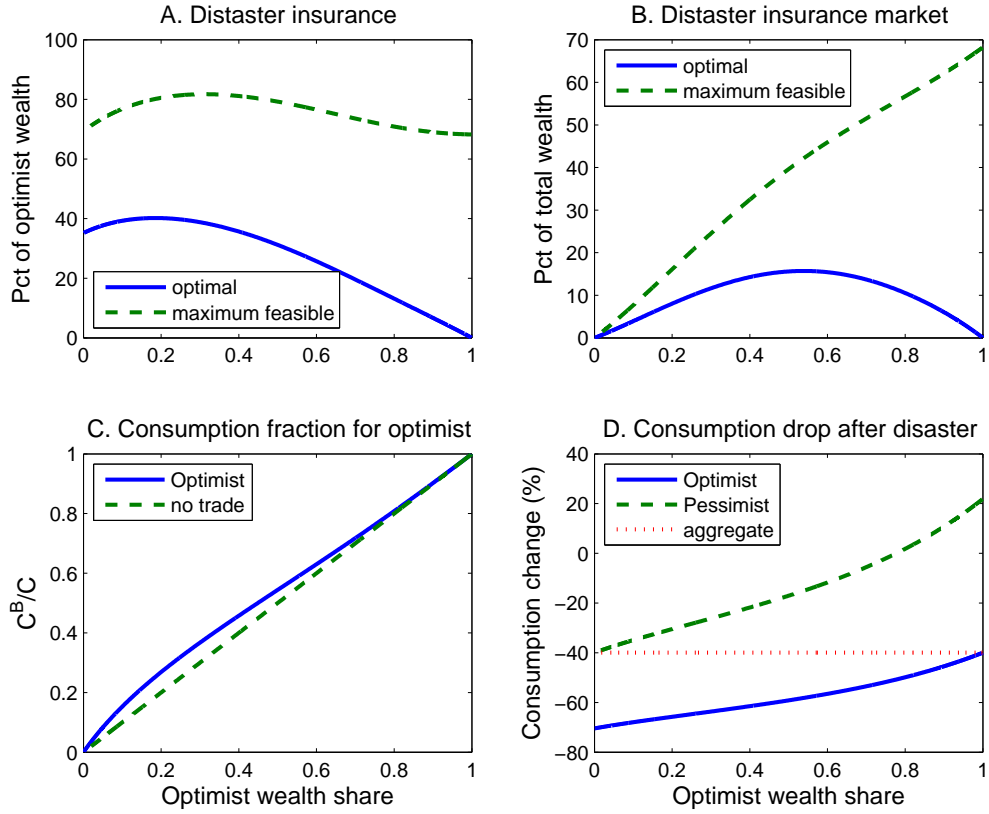 A. Distaster insurance
100
80
60
40
20
0
Pct of optimist wealth
optimal
maximum feasible
0 0.2 0.4 0.6 0.8 1
B. Distaster insurance market
70
60
50
40
30
20
10
0
Pct of total wealth
optimal
maximum feasible
0 0.2 0.4 0.6 0.8 1
C. Consumption fraction for optimist
1
0.8
0.6
0.4
0.2
0
C^B/C
Optimist
no trade
0 0.2 0.4 0.6 0.8 1
Optimist wealth share
D. Consumption drop after disaster
40
20
0
−20
−40
−60
−80
Consumption change (%)
Optimist
Pessimist
aggregate
0 0.2 0.4 0.6 0.8 1
Optimist wealth share